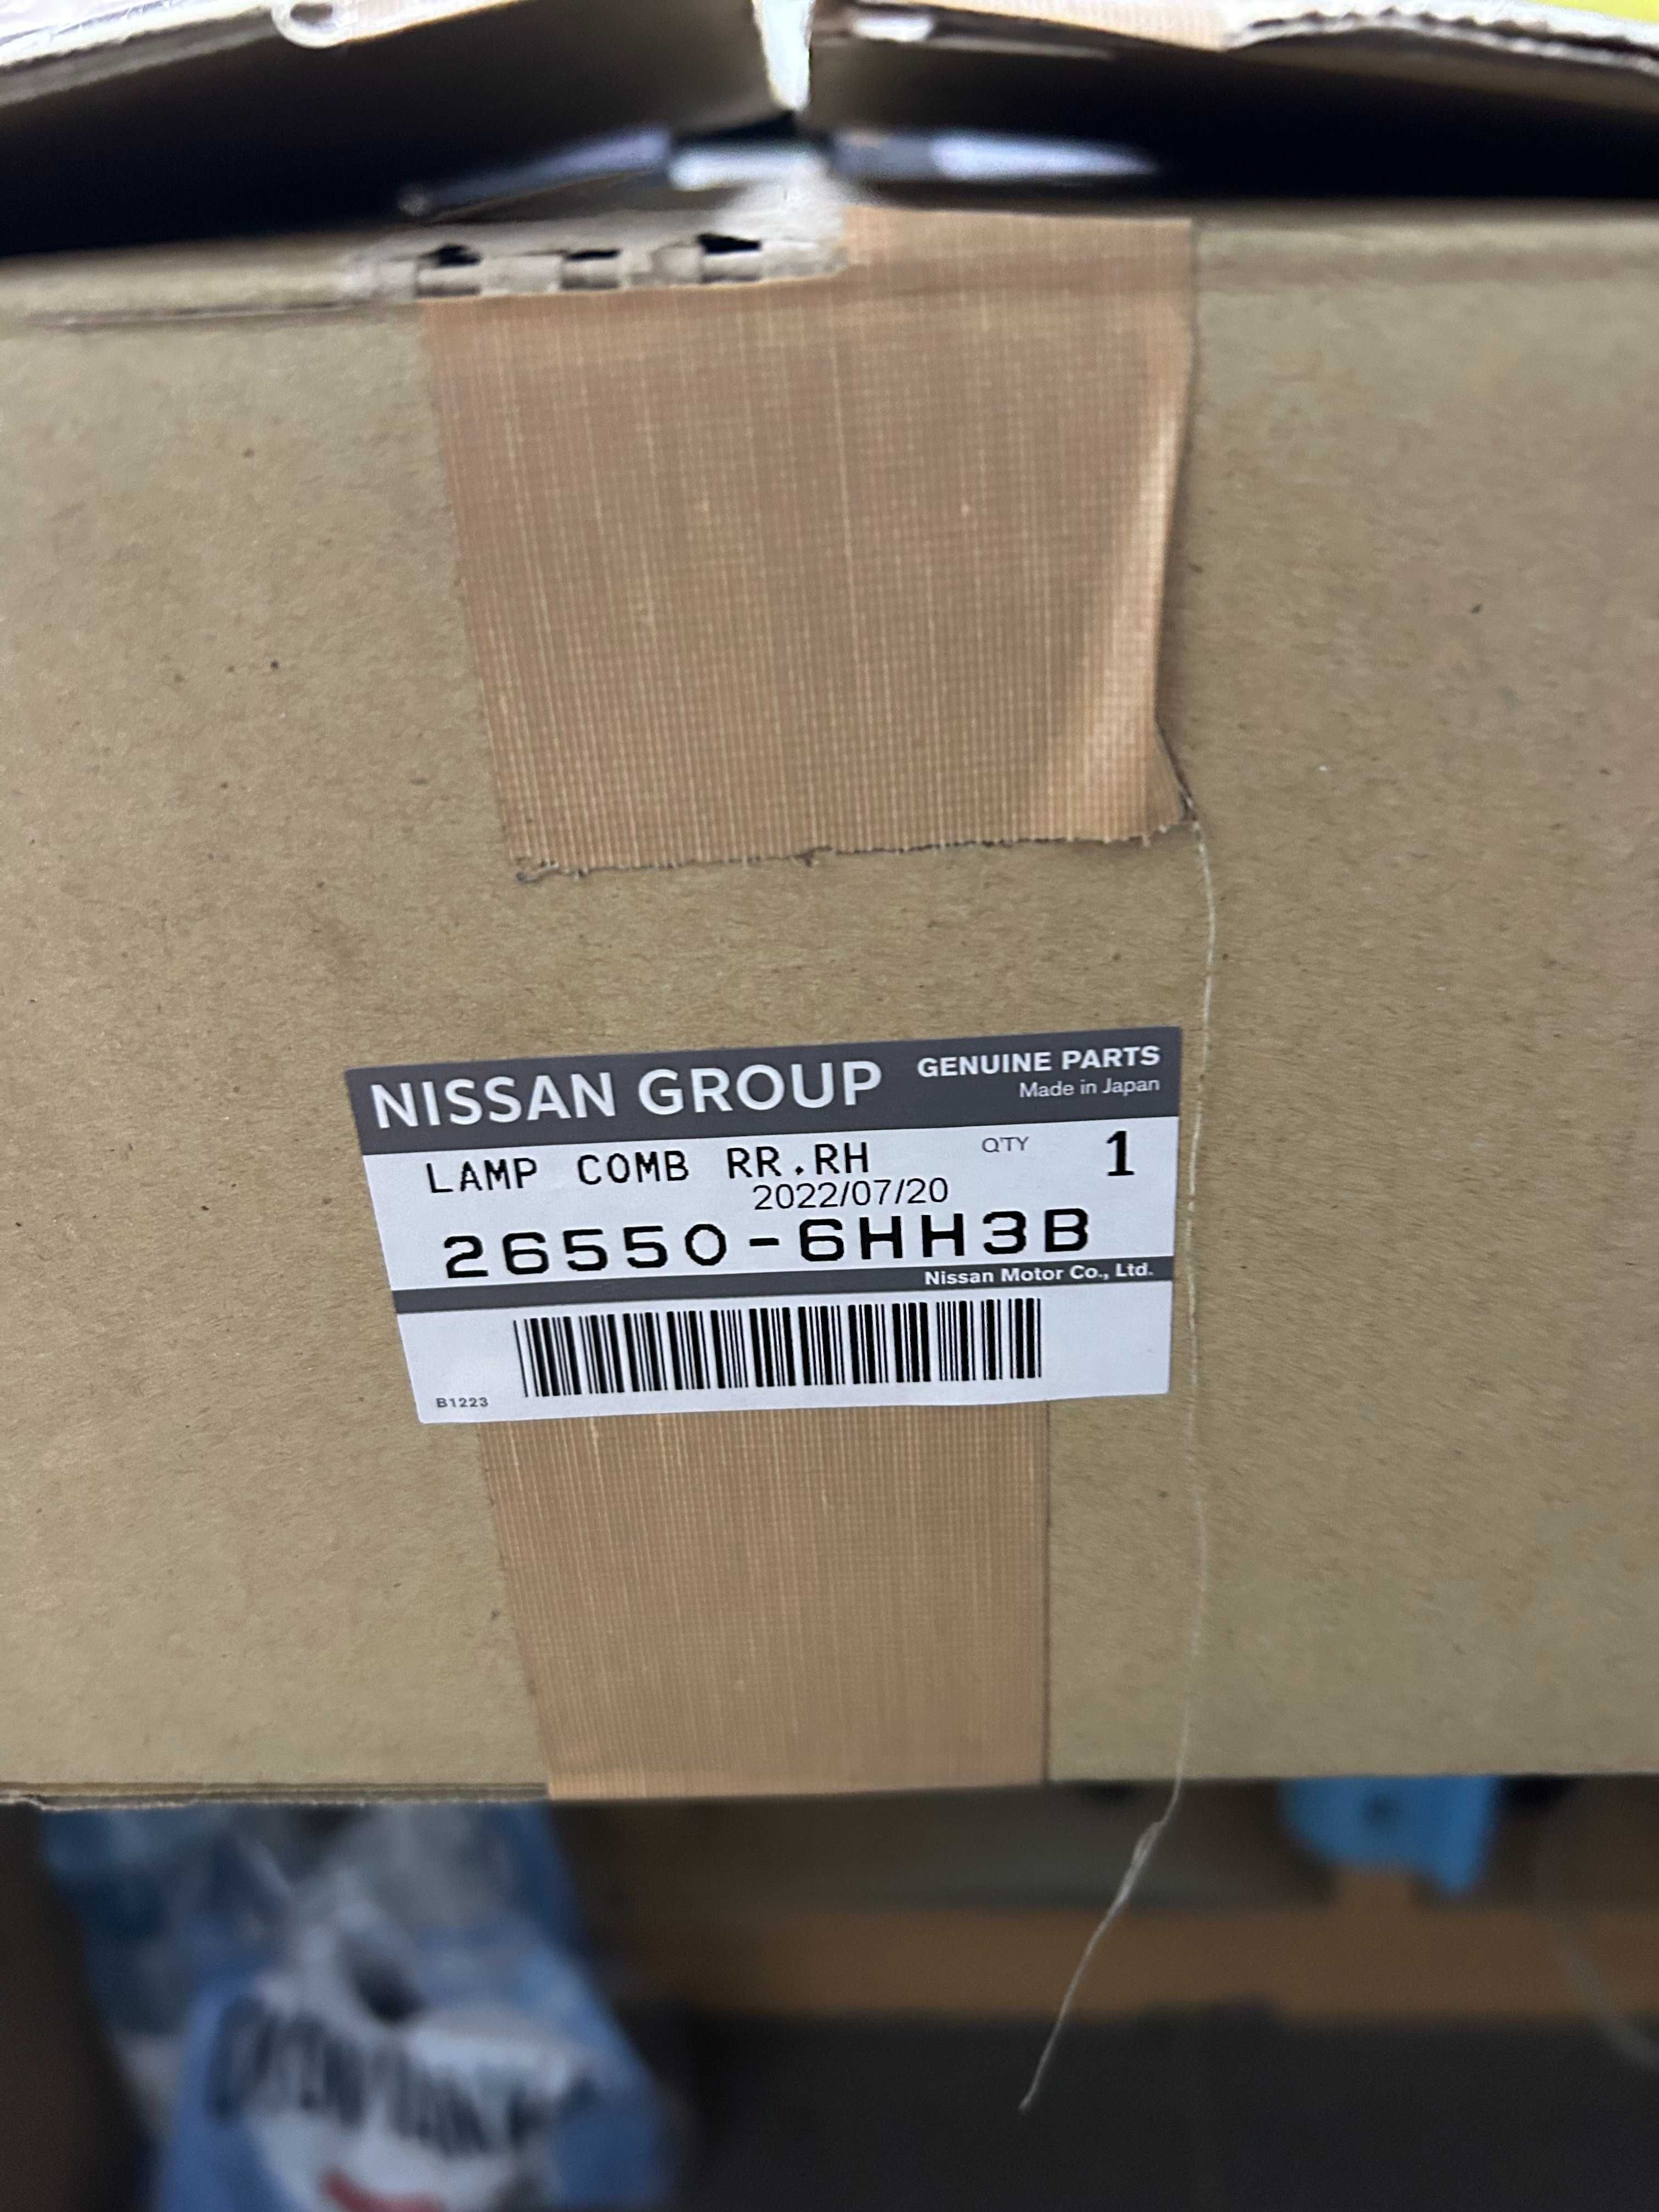 NISSAN GROUP
GENUINE PARTS
Made in Japan
LAMP COMB RR.RH
QTY 1
2022/07/20
26550-6HH3B
Nissan Motor Co., Ltd.
B1223